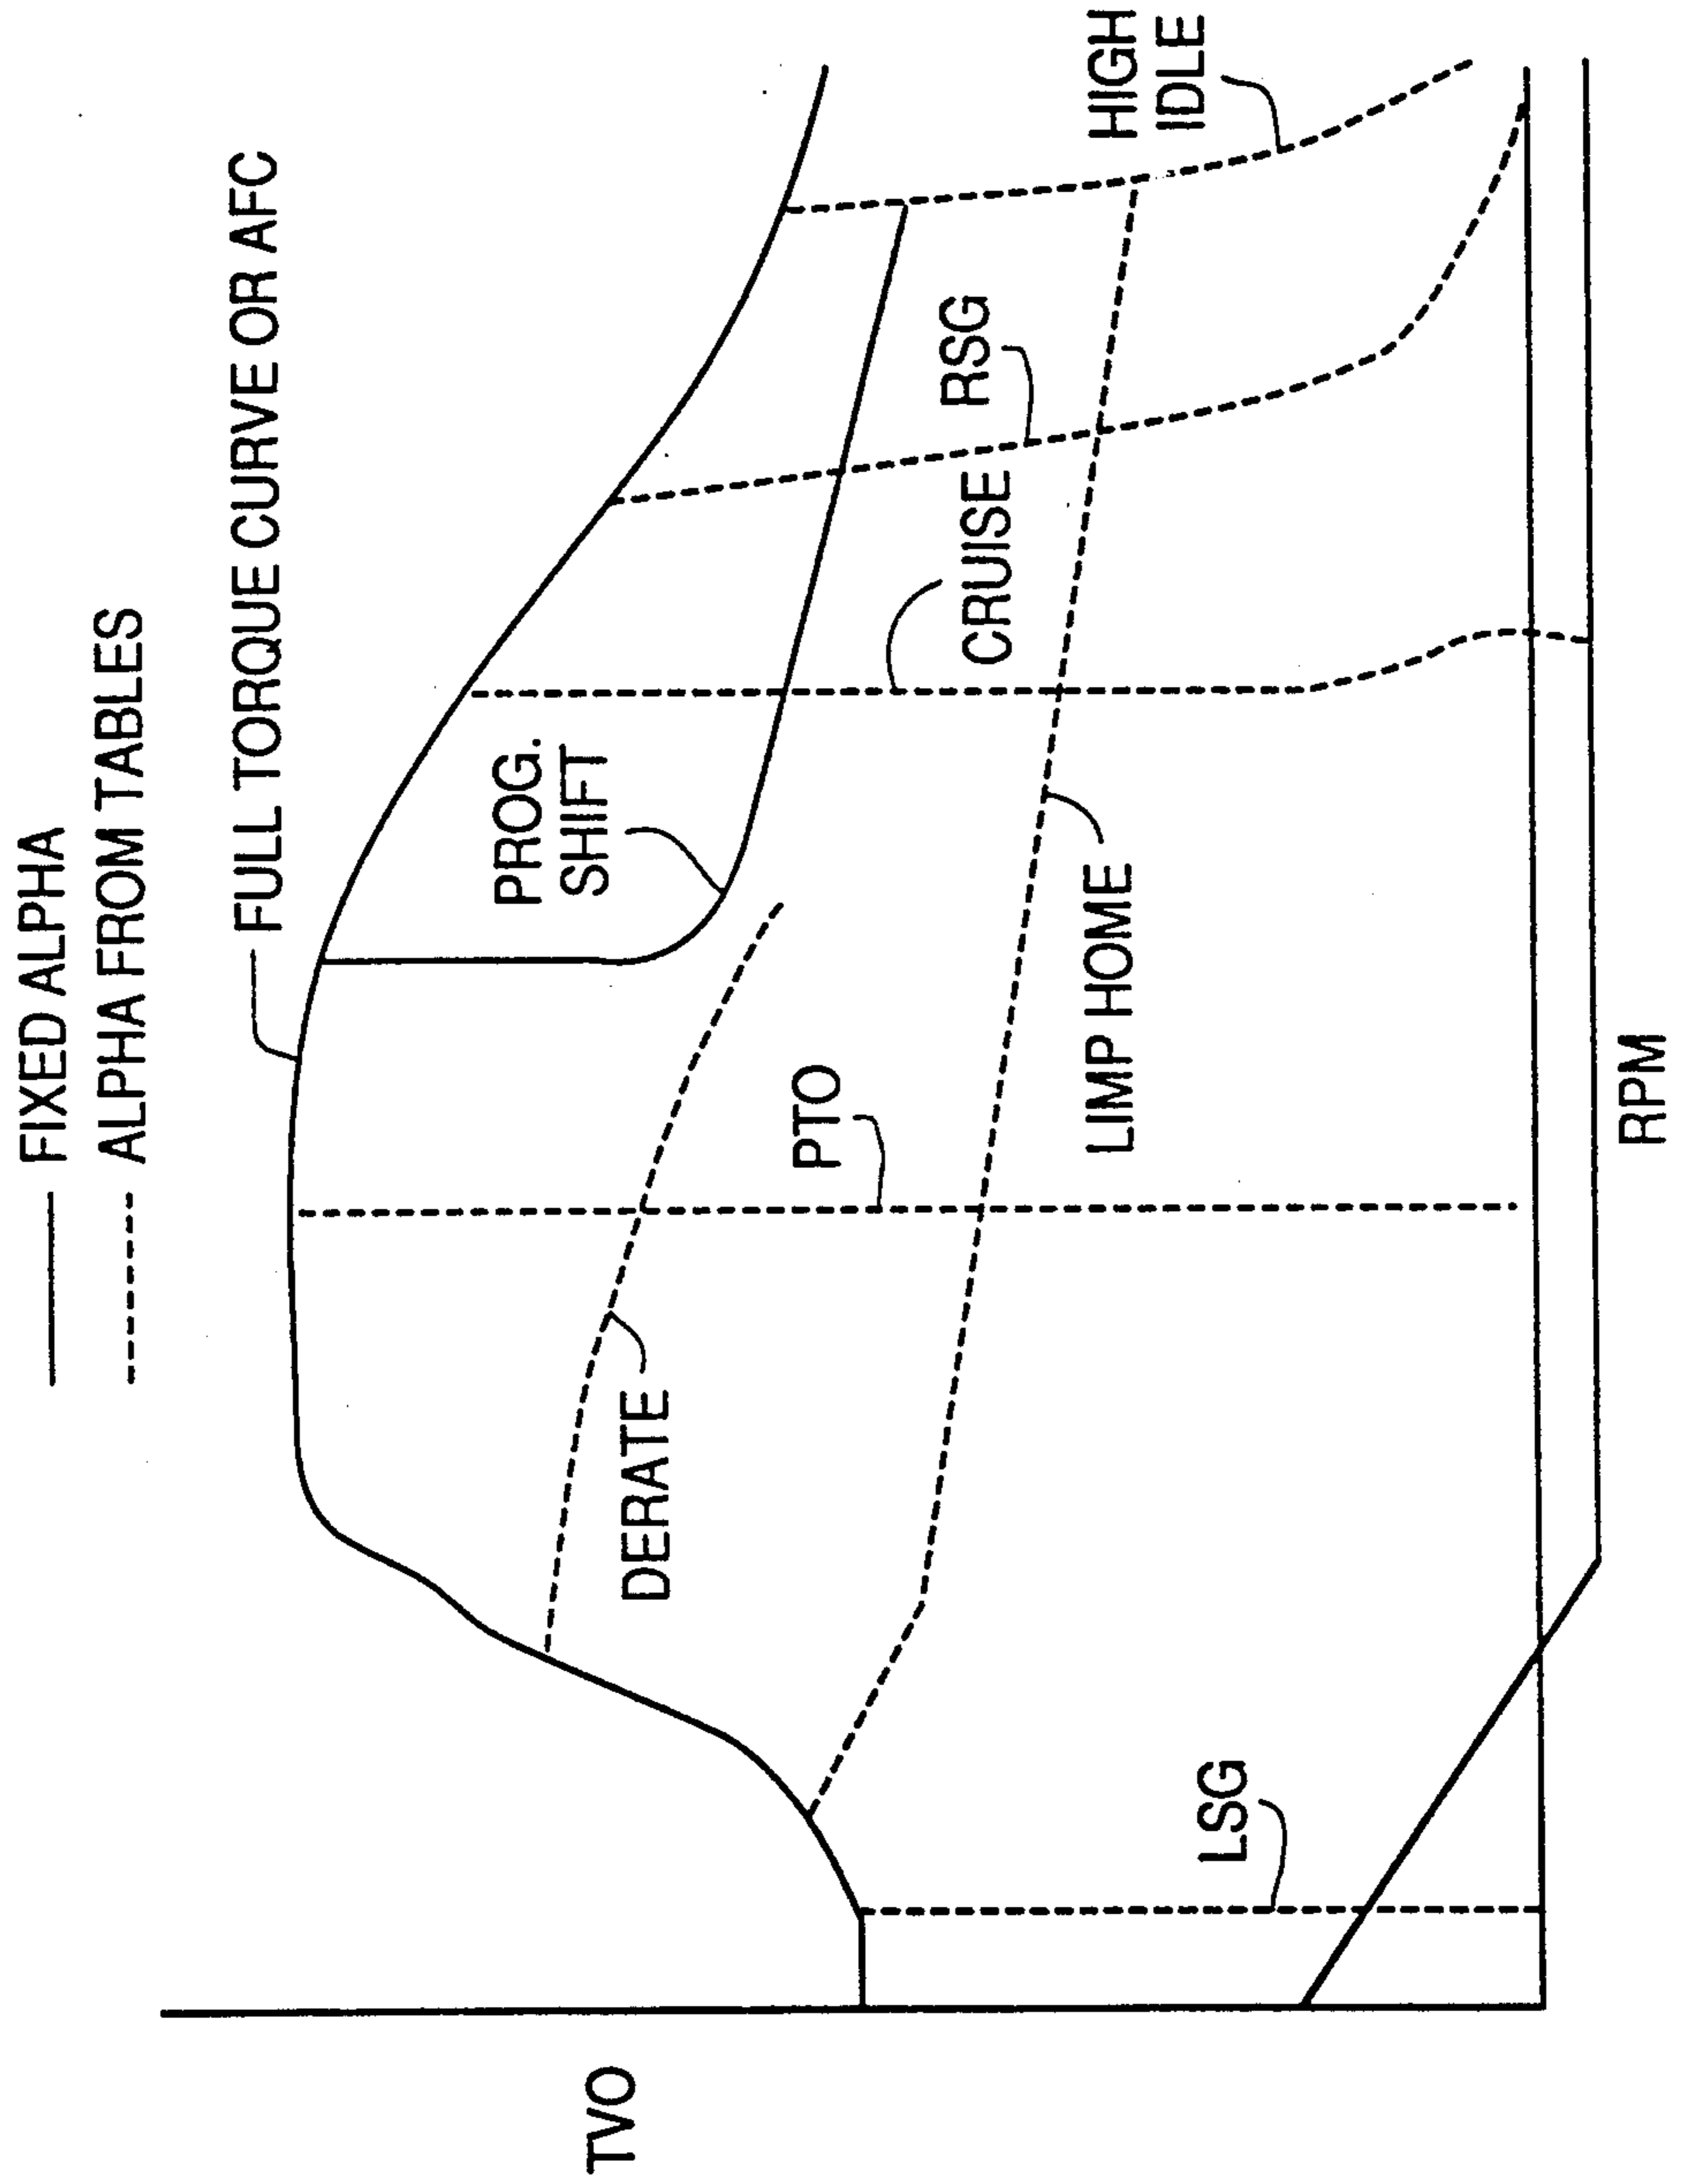 FIXED ALPHA
ALPHA FROM TABLES
FULL TORQUE CURVE OR AFC
PROG.
SHIFT
CRUISE
RSG
HIGH
IDLE
DERATE
PTO
LIMP HOME
LSG
TVO
RPM